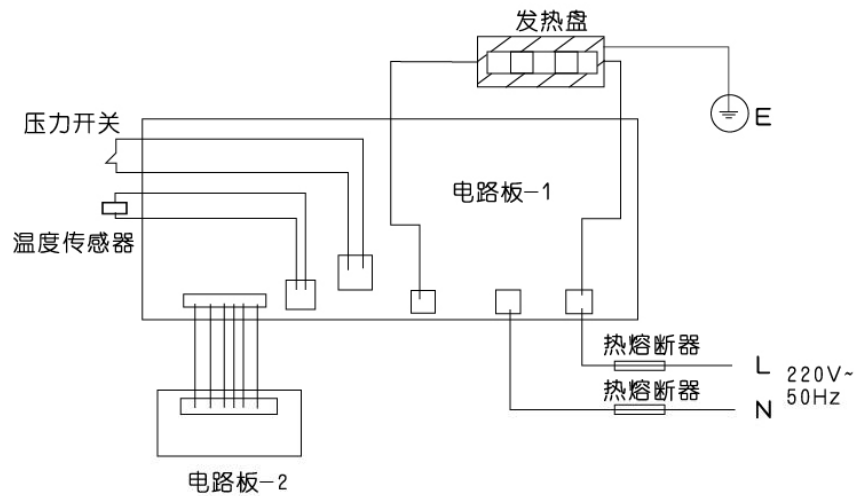 发热盘
压力开关
E
电路板-1
温度传感器
热熔断器
L
220V~
热熔断器
N
50Hz
电路板-2